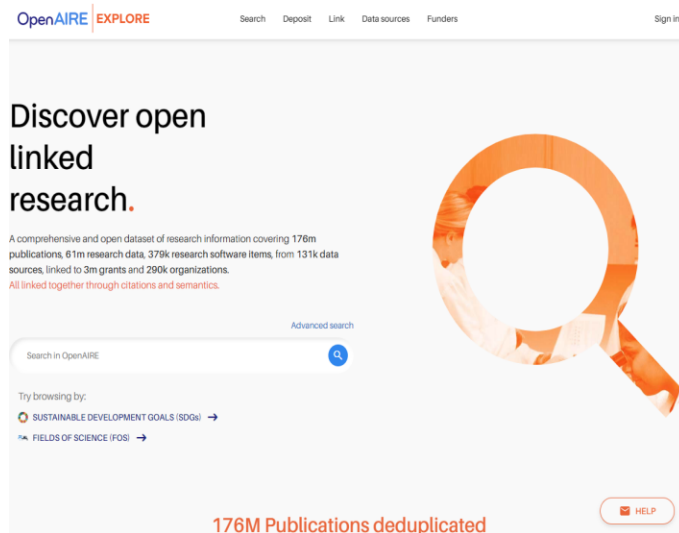 OpenAIRE EXPLORE
Search Deposit Link Data sources Funders Sign in
Discover open
linked
research.
A comprehensive and open dataset of research information covering 176m
publications, 61m research data, 379k research software items, from 131k data
sources, linked to 3m grants and 290k organizations.
All linked together through citations and semantics.
Advanced search
Search in OpenAIRE
Try browsing by:
SUSTAINABLE DEVELOPMENT GOALS (SDGs)
FIELDS OF SCIENCE (FOS)
HELP
176M Publications deduplicated